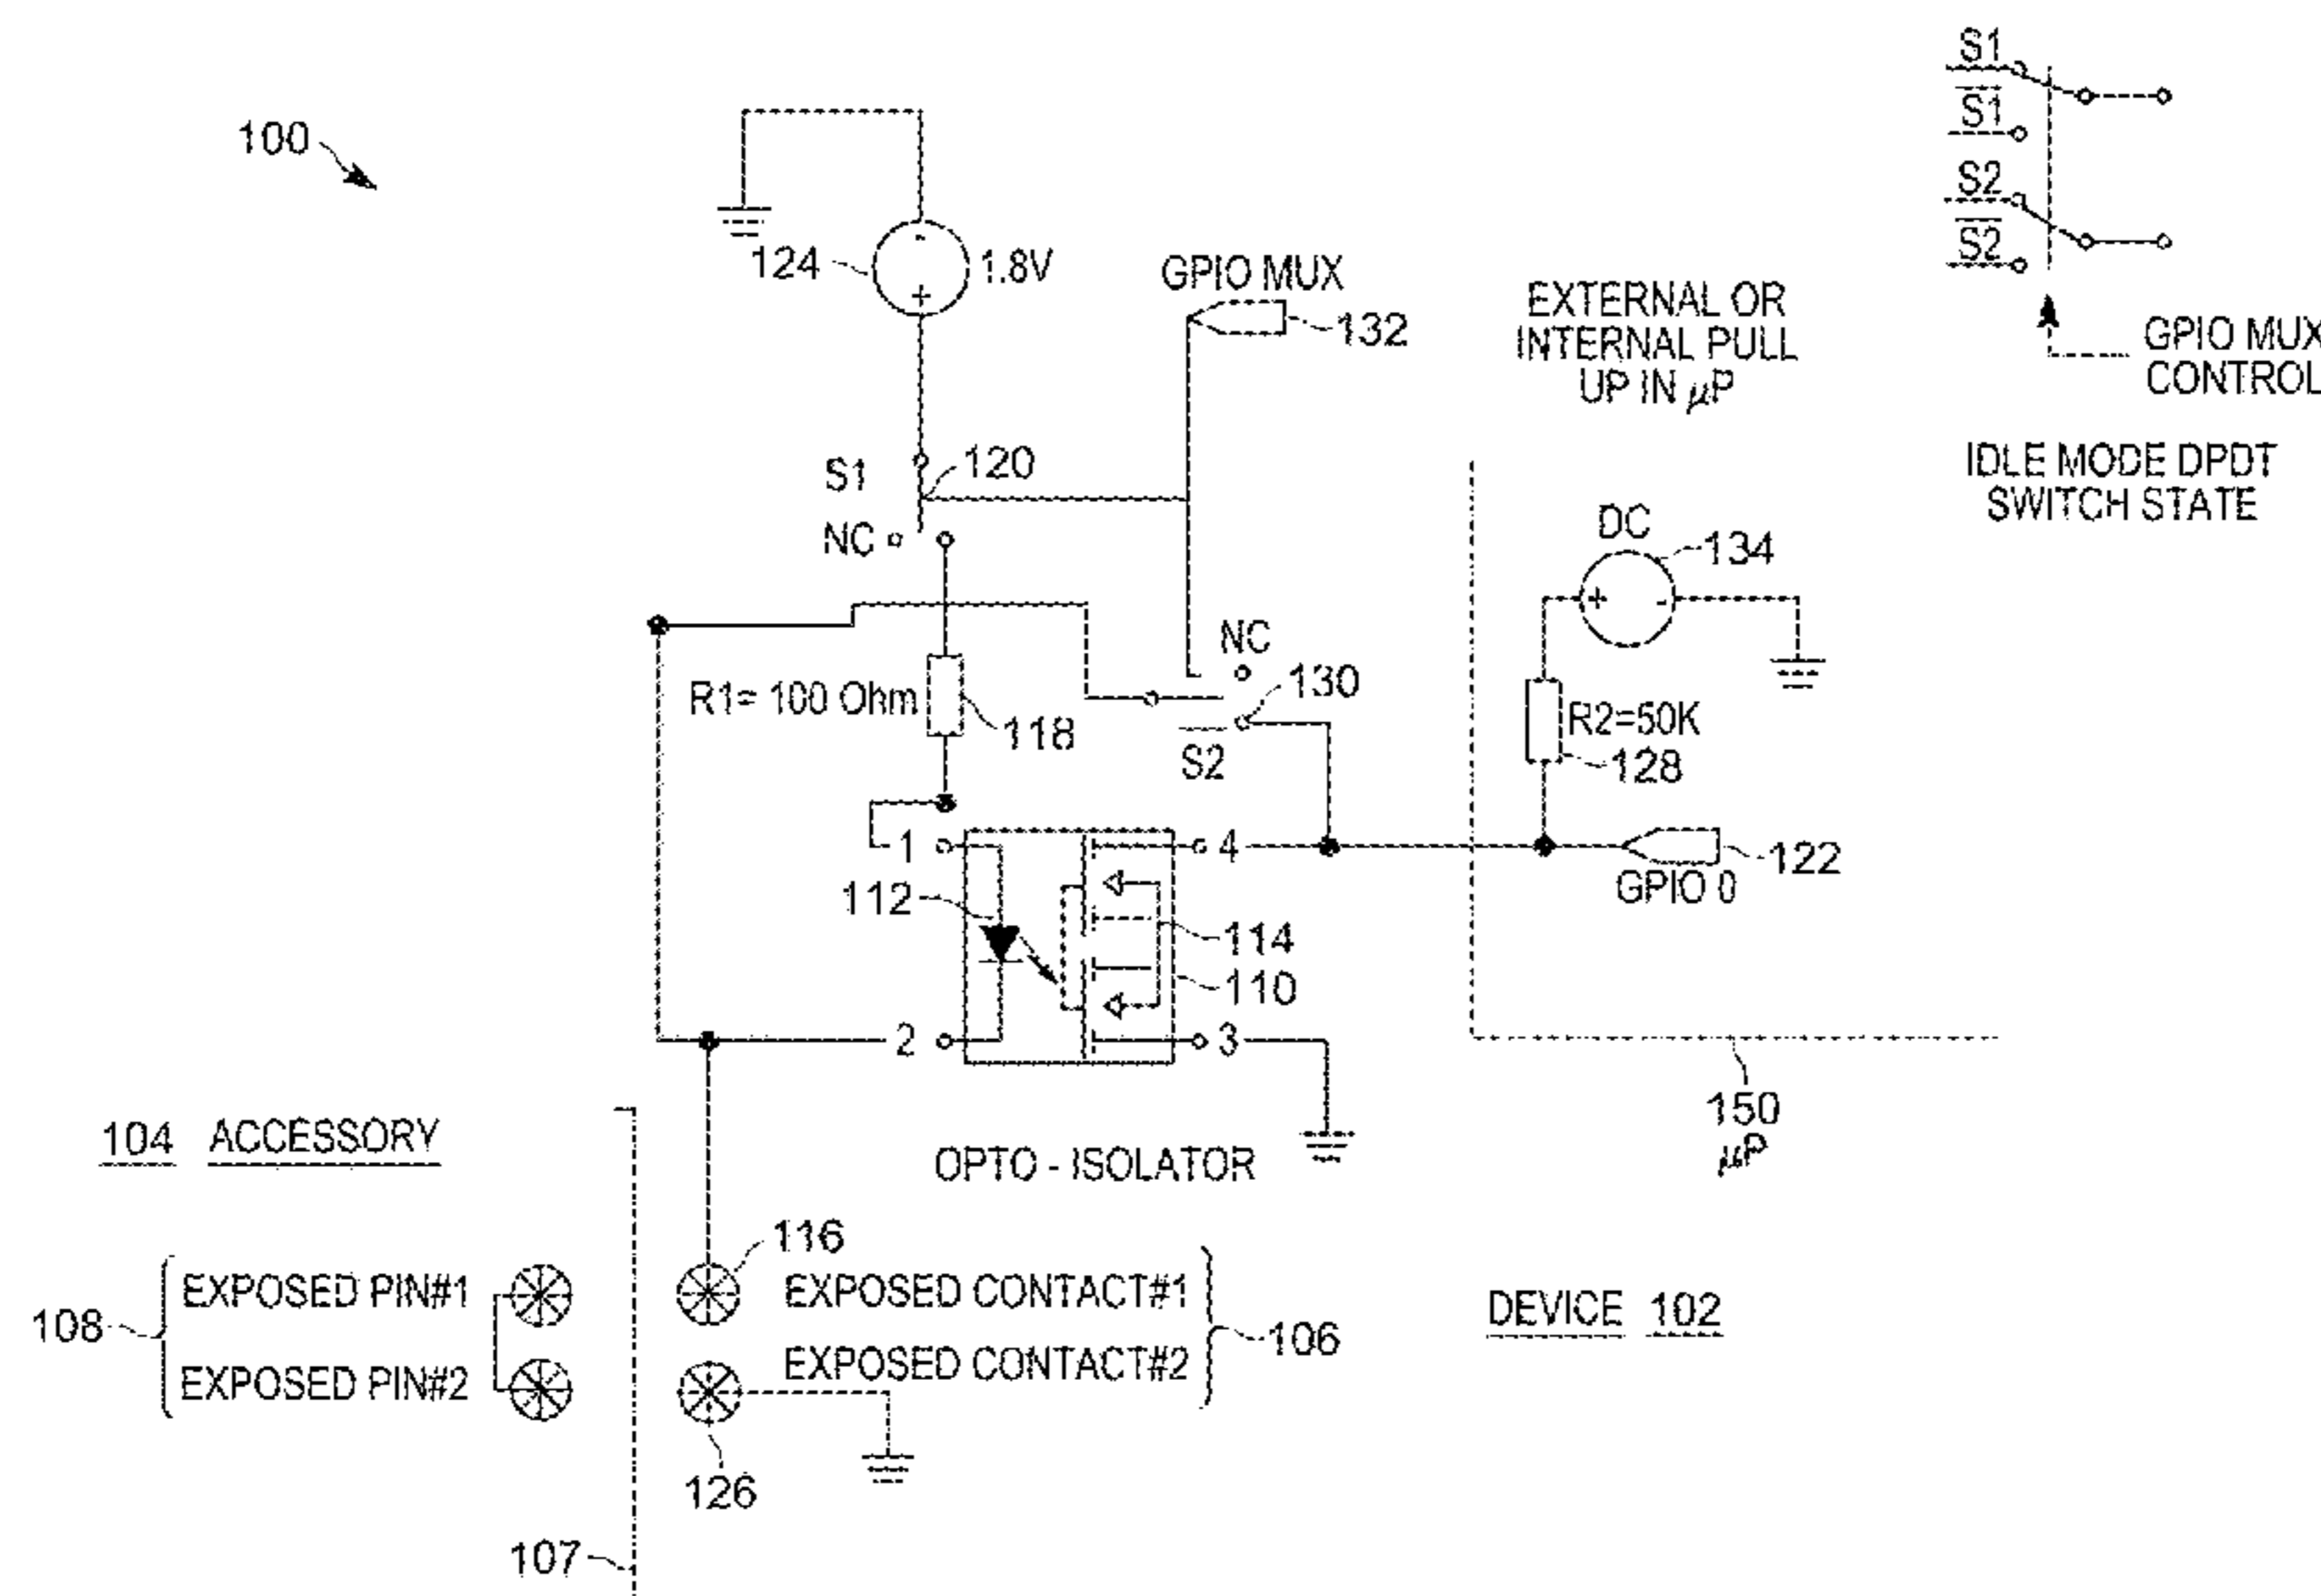 S1
S1
S2
S2
GPIO MUX
CONTROL
IDLE MODE DPDT
SWITCH STATE
100
124
-
+
1.8V
GPIO MUX
132
EXTERNAL OR
INTERNAL PULL
UP IN μP
S1
120
NC
DC
134
+
-
NC
130
S2
R1= 100 Ohm
118
R2=50K
128
1
4
112
114
110
122
GPIO 0
2
3
OPTO - ISOLATOR
150
μP
104 ACCESSORY
116
108
EXPOSED PIN#1
EXPOSED PIN#2
EXPOSED CONTACT#1
EXPOSED CONTACT#2
106
DEVICE 102
126
107